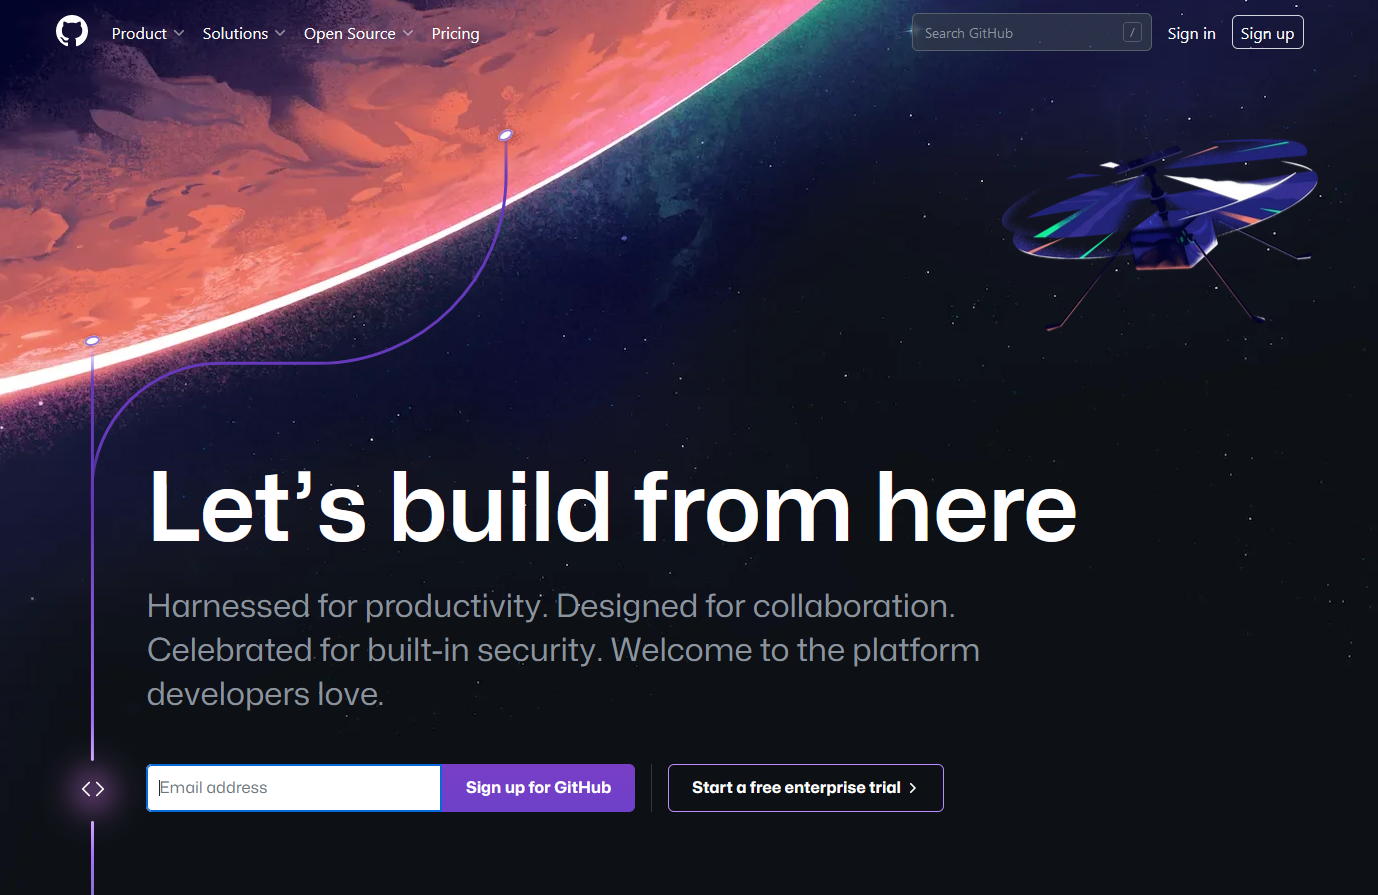 Product Solutions Open Source Pricing Search GitHub / Sign in Sign up
Let’s build from here
Harnessed for productivity. Designed for collaboration.
Celebrated for built-in security. Welcome to the platform
developers love.
Email address Sign up for GitHub Start a free enterprise trial